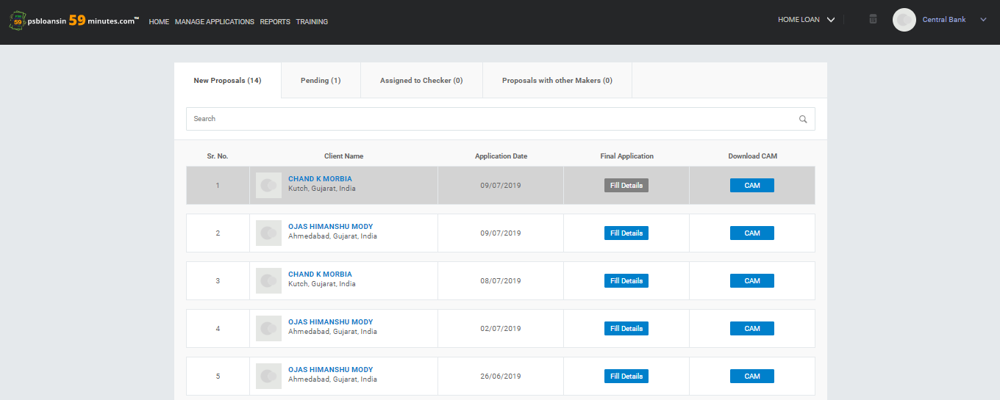 psbloansin 59 minutes.com™
HOME MANAGE APPLICATIONS REPORTS TRAINING
HOME LOAN
Central Bank
New Proposals (14) Pending (1) Assigned to Checker (0) Proposals with other Makers (0)
Search
Sr. No. Client Name Application Date Final Application Download CAM
1 CHAND K MORBIA 09/07/2019 Fill Details CAM
Kutch, Gujarat, India
2 OJAS HIMANSHU MODY 09/07/2019 Fill Details CAM
Ahmedabad, Gujarat, India
3 CHAND K MORBIA 08/07/2019 Fill Details CAM
Kutch, Gujarat, India
4 OJAS HIMANSHU MODY 02/07/2019 Fill Details CAM
Ahmedabad, Gujarat, India
5 OJAS HIMANSHU MODY 26/06/2019 Fill Details CAM
Ahmedabad, Gujarat, India